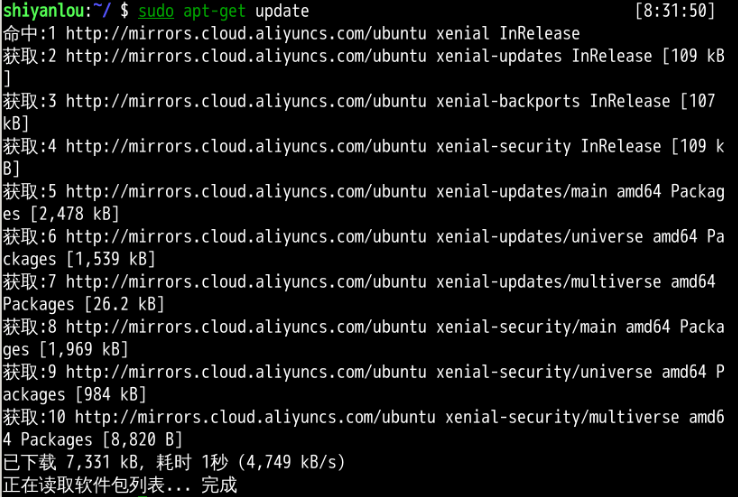 shiyanlou:~/ $ sudo apt-get update [8:31:50]
命中:1 http://mirrors.cloud.aliyuncs.com/ubuntu xenial InRelease
获取:2 http://mirrors.cloud.aliyuncs.com/ubuntu xenial-updates InRelease [109 kB
]
获取:3 http://mirrors.cloud.aliyuncs.com/ubuntu xenial-backports InRelease [107
kB]
获取:4 http://mirrors.cloud.aliyuncs.com/ubuntu xenial-security InRelease [109 k
B]
获取:5 http://mirrors.cloud.aliyuncs.com/ubuntu xenial-updates/main amd64 Packag
es [2,478 kB]
获取:6 http://mirrors.cloud.aliyuncs.com/ubuntu xenial-updates/universe amd64 Pa
ckages [1,539 kB]
获取:7 http://mirrors.cloud.aliyuncs.com/ubuntu xenial-updates/multiverse amd64
Packages [26.2 kB]
获取:8 http://mirrors.cloud.aliyuncs.com/ubuntu xenial-security/main amd64 Packa
ges [1,969 kB]
获取:9 http://mirrors.cloud.aliyuncs.com/ubuntu xenial-security/universe amd64 P
ackages [984 kB]
获取:10 http://mirrors.cloud.aliyuncs.com/ubuntu xenial-security/multiverse amd6
4 Packages [8,820 B]
已下载 7,331 kB, 耗时 1秒 (4,749 kB/s)
正在读取软件包列表... 完成